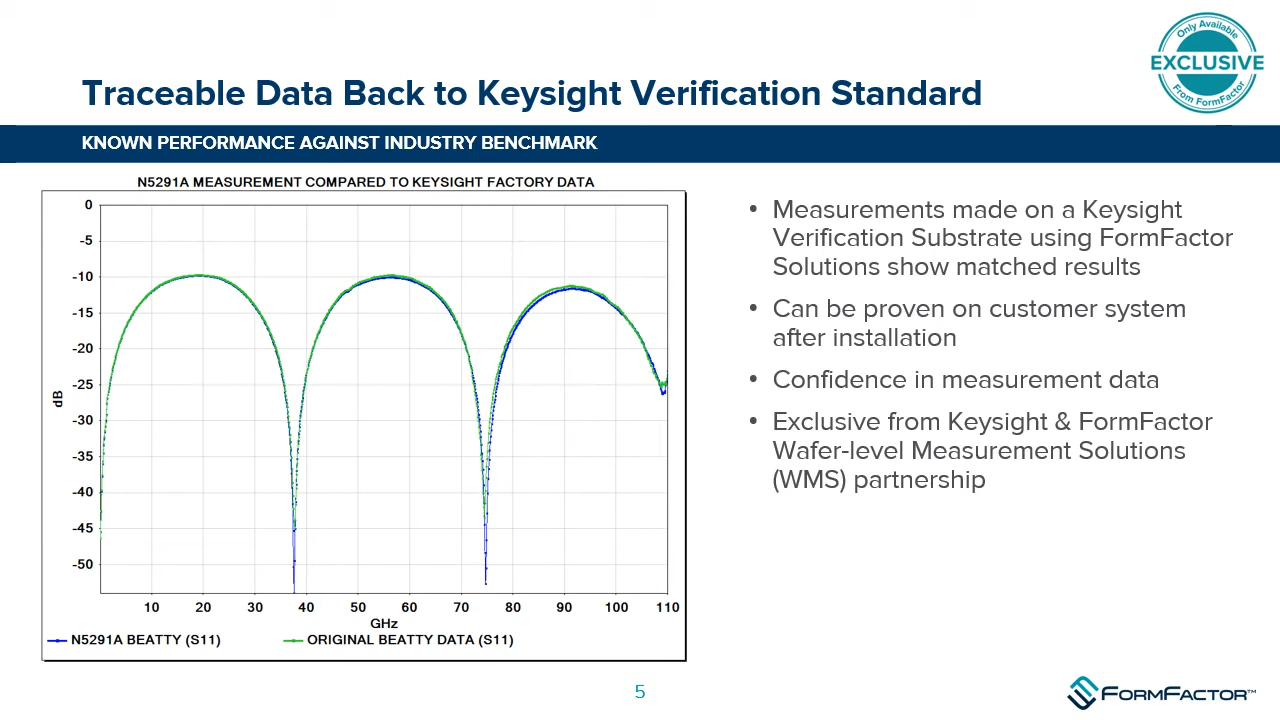 Only Available
EXCLUSIVE
From FormFactor
Traceable Data Back to Keysight Verification Standard
KNOWN PERFORMANCE AGAINST INDUSTRY BENCHMARK
N5291A MEASUREMENT COMPARED TO KEYSIGHT FACTORY DATA
0
-5
-10
-15
-20
-25
-30
-35
-40
-45
-50
dB
10 20 30 40 50 60 70 80 90 100 110
GHz
N5291A BEATTY (S11) ORIGINAL BEATTY DATA (S11)
• Measurements made on a Keysight
Verification Substrate using FormFactor
Solutions show matched results
• Can be proven on customer system
after installation
• Confidence in measurement data
• Exclusive from Keysight & FormFactor
Wafer-level Measurement Solutions
(WMS) partnership
5
FORMFACTOR™